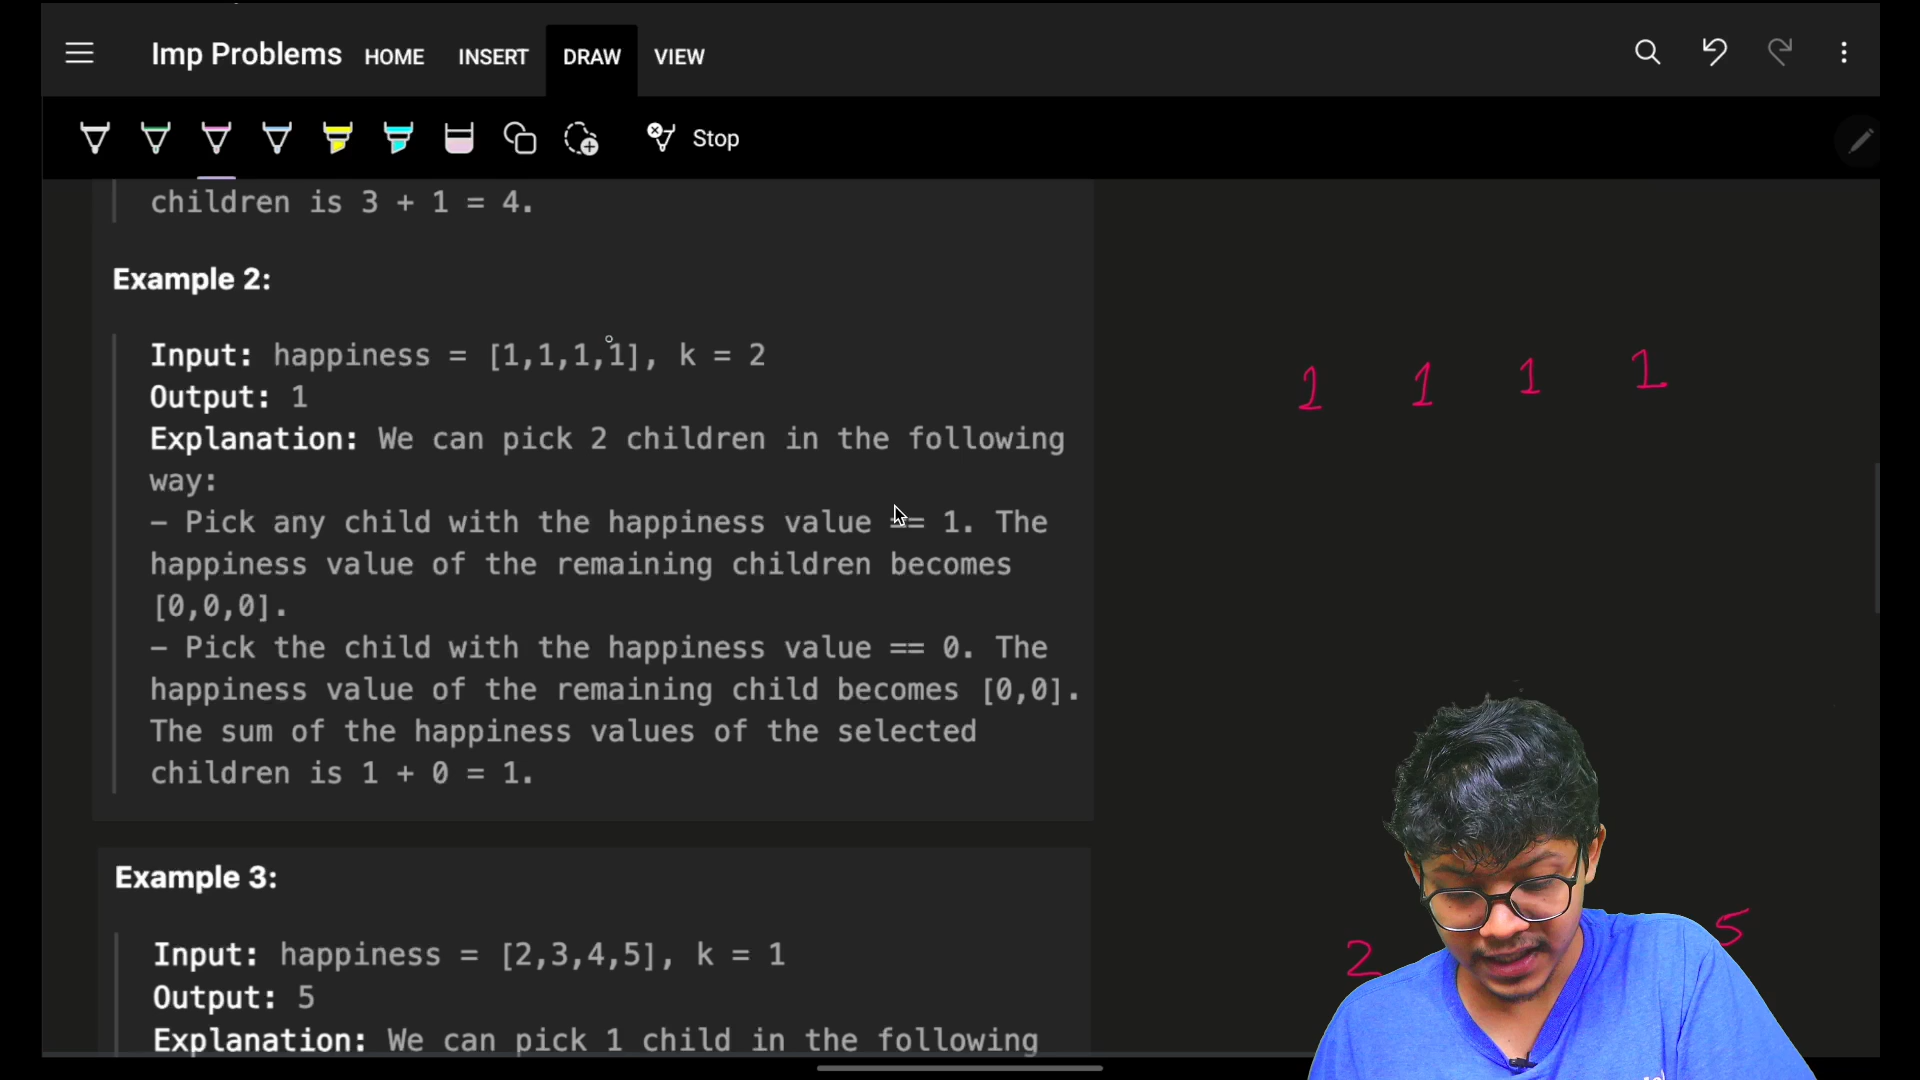 Imp Problems HOME INSERT DRAW VIEW
Stop
children is 3 + 1 = 4.
Example 2:
Input: happiness = [1,1,1,1], k = 2
Output: 1
Explanation: We can pick 2 children in the following
way:
– Pick any child with the happiness value == 1. The
happiness value of the remaining children becomes
[0,0,0].
– Pick the child with the happiness value == 0. The
happiness value of the remaining child becomes [0,0].
The sum of the happiness values of the selected
children is 1 + 0 = 1.
1 1 1 1
Example 3:
Input: happiness = [2,3,4,5], k = 1
Output: 5
Explanation: We can pick 1 child in the following
2 5